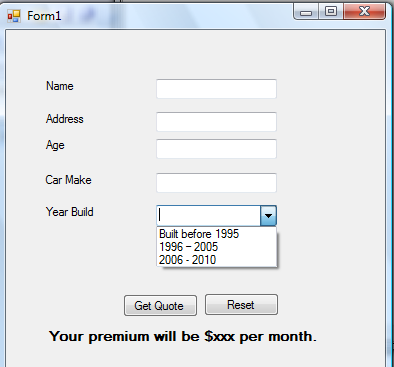 Form1
Name
Address
Age
Car Make
Year Build
Built before 1995
1996 – 2005
2006 - 2010
Get Quote Reset
Your premium will be $xxx per month.